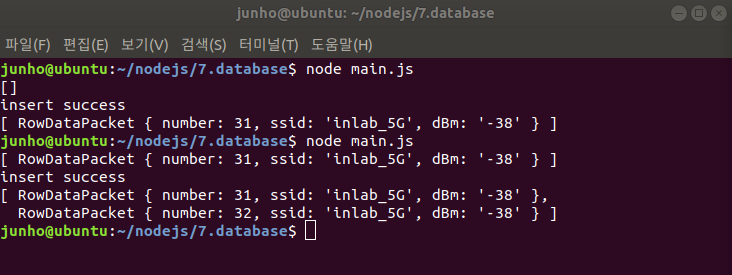 junho@ubuntu: ~/nodejs/7.database
파일(F) 편집(E) 보기(V) 검색(S) 터미널(T) 도움말(H)
junho@ubuntu:~/nodejs/7.database$ node main.js
[]
insert success
[ RowDataPacket { number: 31, ssid: 'inlab_5G', dBm: '-38' } ]
junho@ubuntu:~/nodejs/7.database$ node main.js
[ RowDataPacket { number: 31, ssid: 'inlab_5G', dBm: '-38' } ]
insert success
[ RowDataPacket { number: 31, ssid: 'inlab_5G', dBm: '-38' },
  RowDataPacket { number: 32, ssid: 'inlab_5G', dBm: '-38' } ]
junho@ubuntu:~/nodejs/7.database$